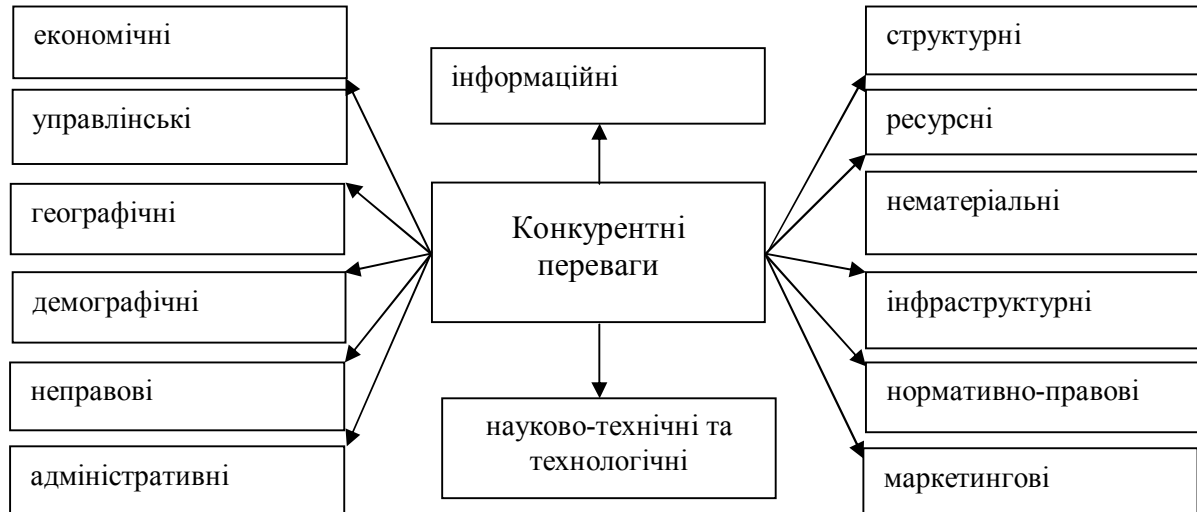 економічні
управлінські
географічні
демографічні
неправові
адміністративні
інформаційні
Конкурентні
переваги
науково-технічні та
технологічні
структурні
ресурсні
нематеріальні
інфраструктурні
нормативно-правові
маркетингові